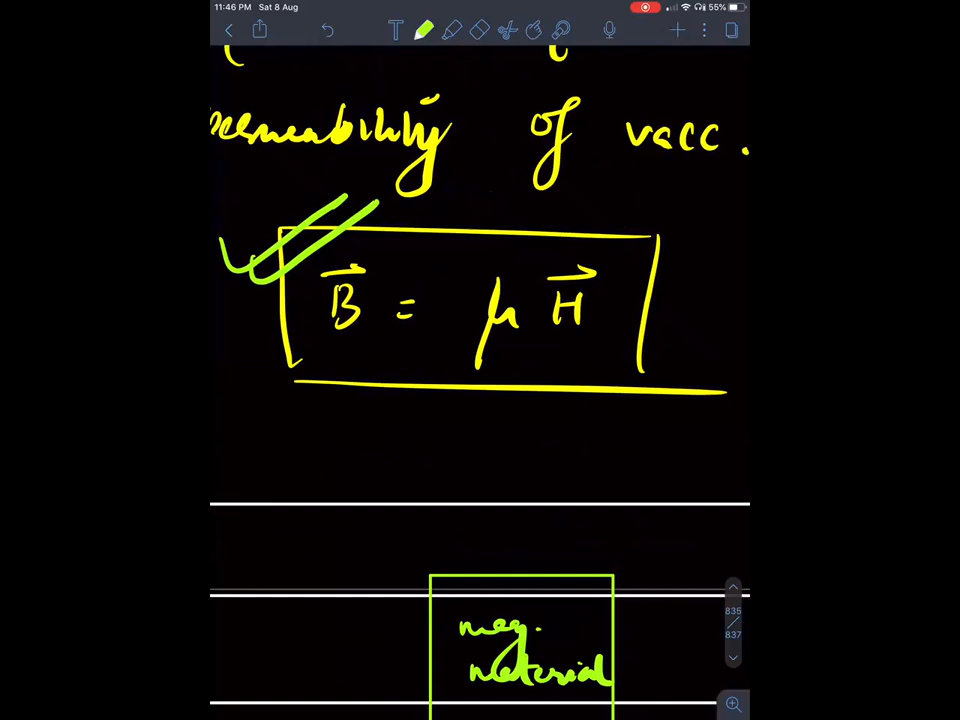 11:46 PM Sat 8 Aug 55%
permeability of vacc.
B = μ H
mag.
material
835
837